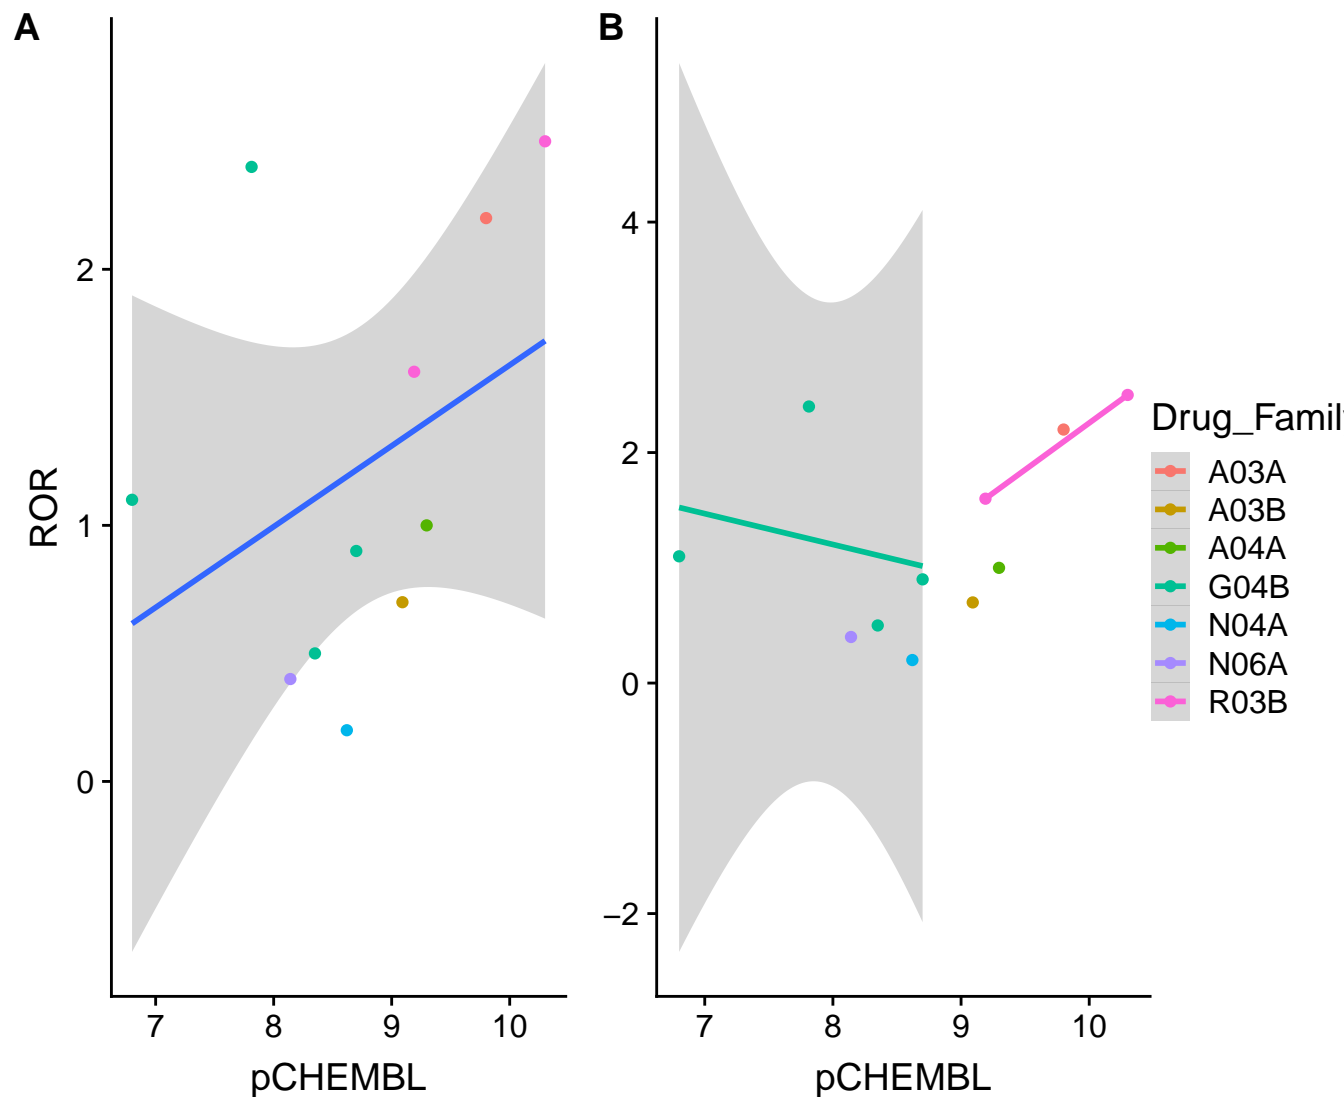 A
B
ROR
2
1
0
7 8 9 10
pCHEMBL
4
2
0
−2
7 8 9 10
pCHEMBL
Drug_Famil
A03A
A03B
A04A
G04B
N04A
N06A
R03B